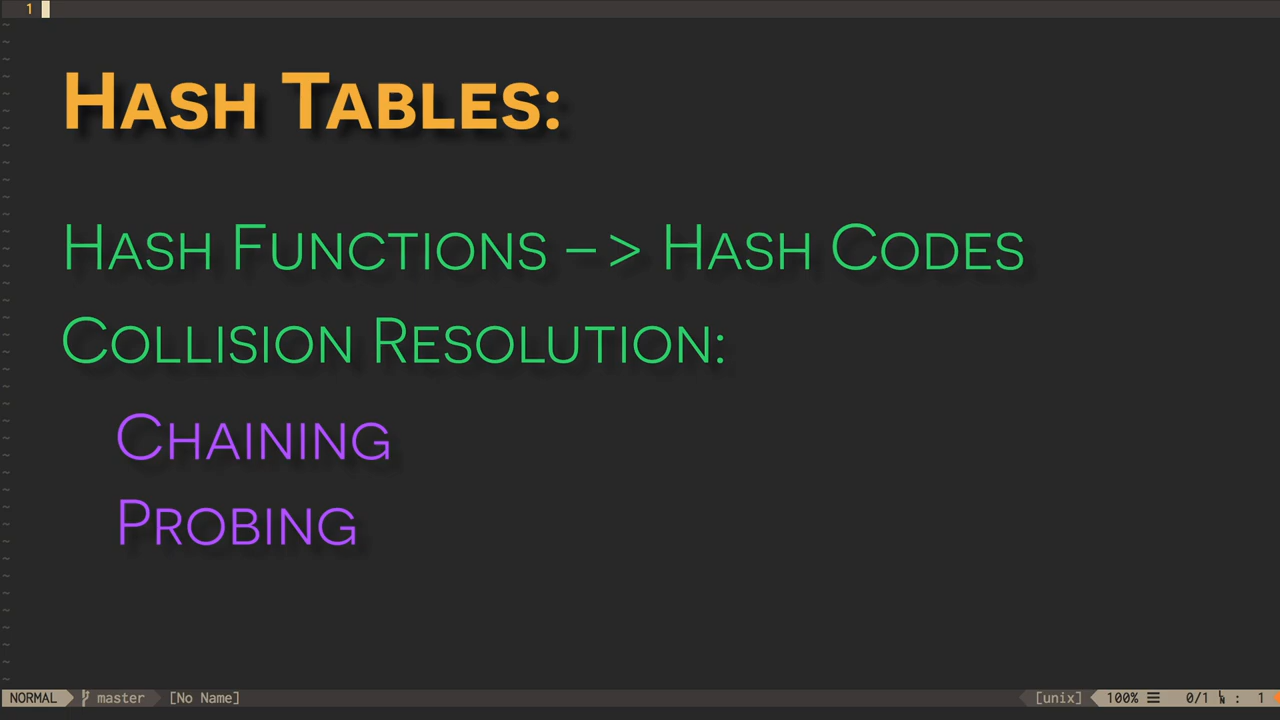 1
Hash Tables:
Hash Functions -> Hash Codes
Collision Resolution:
Chaining
Probing
NORMAL master [No Name] [unix] 100% ☰ 0/1 ㏑ : 1